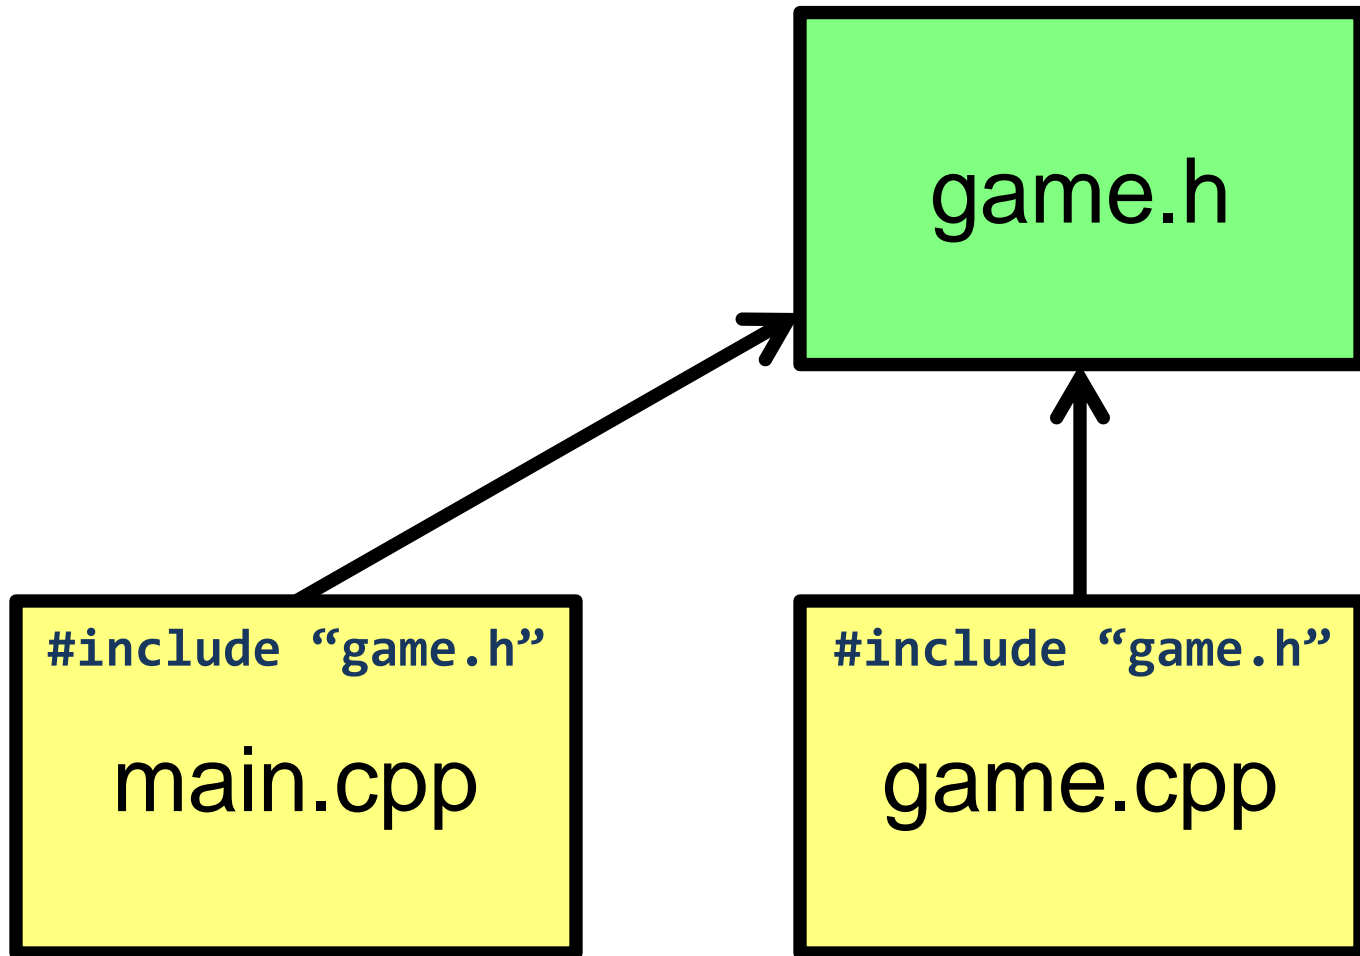 game.h
#include “game.h”
main.cpp
#include “game.h”
game.cpp